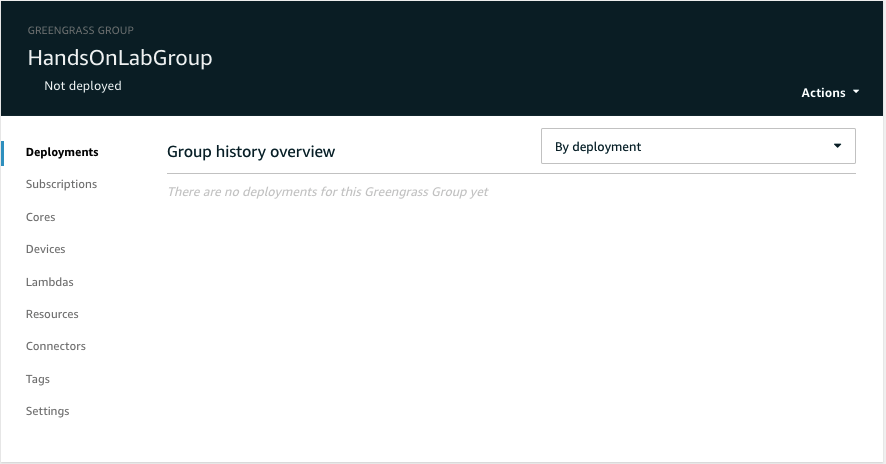 GREENGRASS GROUP
HandsOnLabGroup
Not deployed
Actions
Deployments
Subscriptions
Cores
Devices
Lambdas
Resources
Connectors
Tags
Settings
Group history overview
By deployment
There are no deployments for this Greengrass Group yet